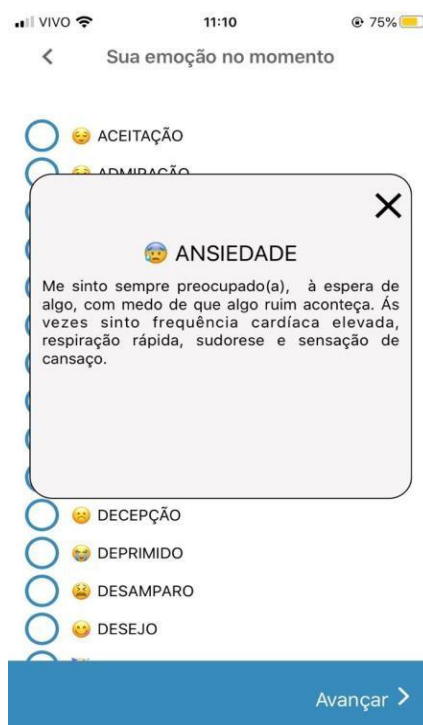 VIVO 11:10 75%
Sua emoção no momento
ACEITAÇÃO
ADMIRAÇÃO
ANSIEDADE
Me sinto sempre preocupado(a), à espera de
algo, com medo de que algo ruim aconteça. Ás
vezes sinto frequência cardíaca elevada,
respiração rápida, sudorese e sensação de
cansaço.
DECEPÇÃO
DEPRIMIDO
DESAMPARO
DESEJO
Avançar